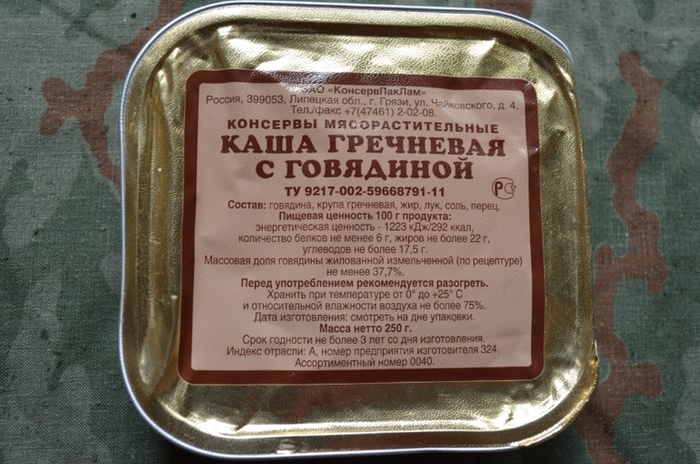 ЗАО «КонсервПакЛам»
Россия, 399053, Липецкая обл., г. Грязи, ул. Чайковского, д. 4.
Тел./факс +7(47461) 2-02-08.
КОНСЕРВЫ МЯСОРАСТИТЕЛЬНЫЕ
КАША ГРЕЧНЕВАЯ
С ГОВЯДИНОЙ
ТУ 9217-002-59668791-11
Состав: говядина, крупа гречневая, жир, лук, соль, перец.
Пищевая ценность 100 г продукта:
энергетическая ценность - 1223 кДж/292 ккал,
количество белков не менее 6 г, жиров не более 22 г,
углеводов не более 17,5 г.
Массовая доля говядины жилованной измельченной (по рецептуре)
не менее 37,7%.
Перед употреблением рекомендуется разогреть.
Хранить при температуре от 0° до +25° С
и относительной влажности воздуха не более 75%.
Дата изготовления: смотреть на дне упаковки.
Масса нетто 250 г.
Срок годности не более 3 лет со дня изготовления.
Индекс отрасли: А, номер предприятия изготовителя 324.
Ассортиментный номер 0040.